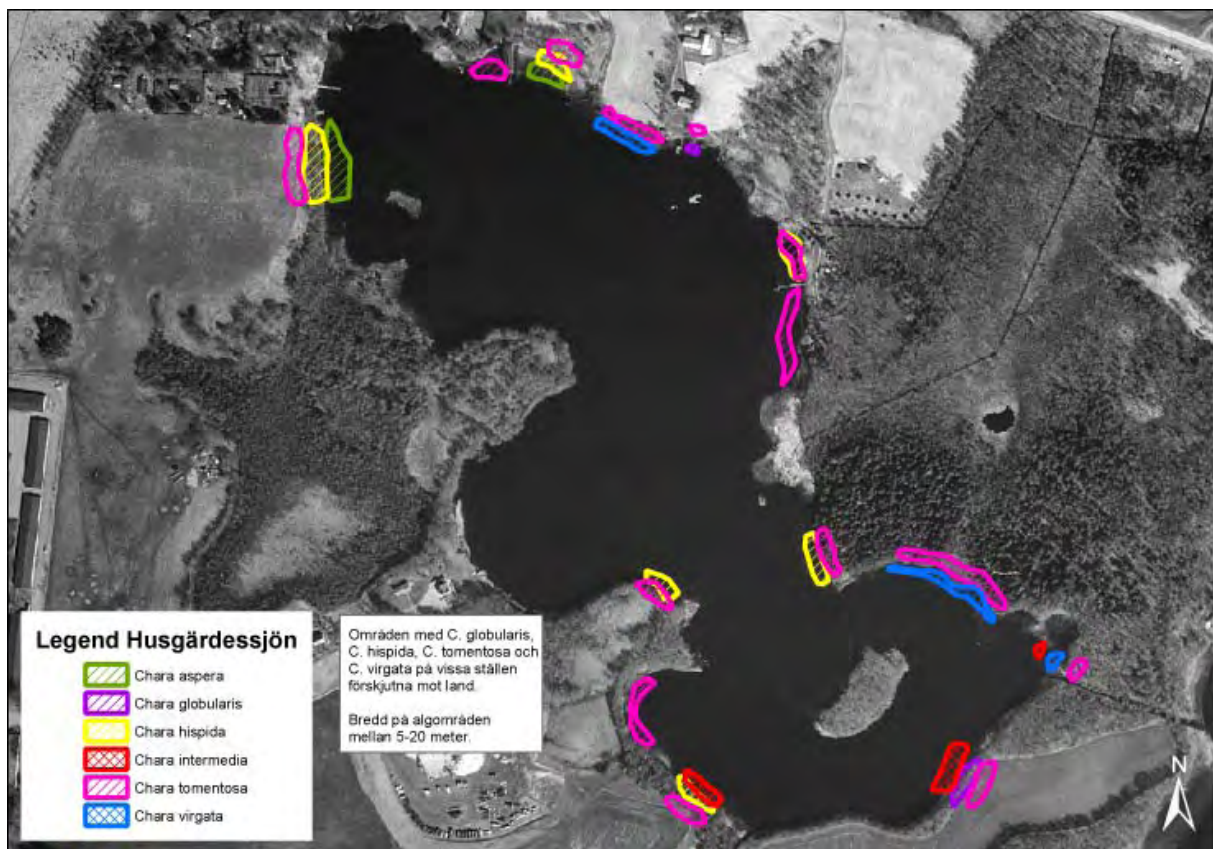 Legend Husgärdessjön
Chara aspera
Chara globularis
Chara hispida
Chara intermedia
Chara tomentosa
Chara virgata
Områden med C. globularis,
C. hispida, C. tomentosa och
C. virgata på vissa ställen
förskjutna mot land.
Bredd på algområden
mellan 5-20 meter.
N